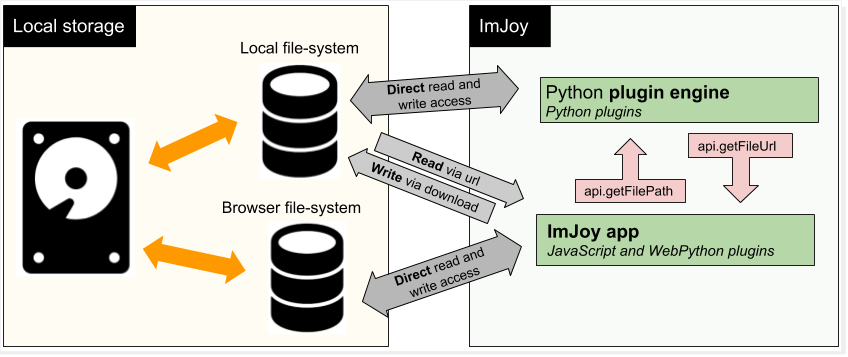 Local storage
ImJoy
Local file-system
Direct read and
write access
Python plugin engine
Python plugins
Read via url
Write via download
api.getFileUrl
api.getFilePath
Browser file-system
ImJoy app
JavaScript and WebPython plugins
Direct read and
write access